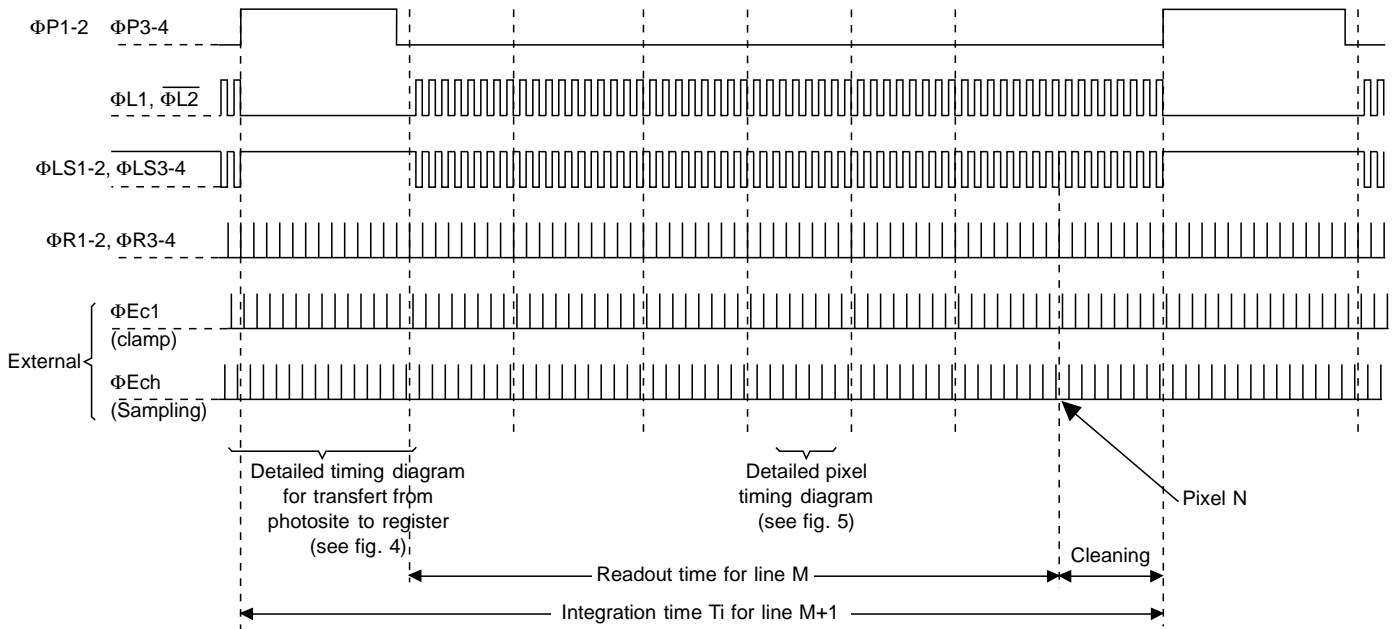 ΦP1-2 ΦP3-4
ΦL1, Φ̅L̅2̅
ΦLS1-2, ΦLS3-4
ΦR1-2, ΦR3-4
ΦEc1
(clamp)
External
ΦEch
(Sampling)
Detailed timing diagram
for transfert from
photosite to register
(see fig. 4)
Detailed pixel
timing diagram
(see fig. 5)
Pixel N
Cleaning
Readout time for line M
Integration time Ti for line M+1